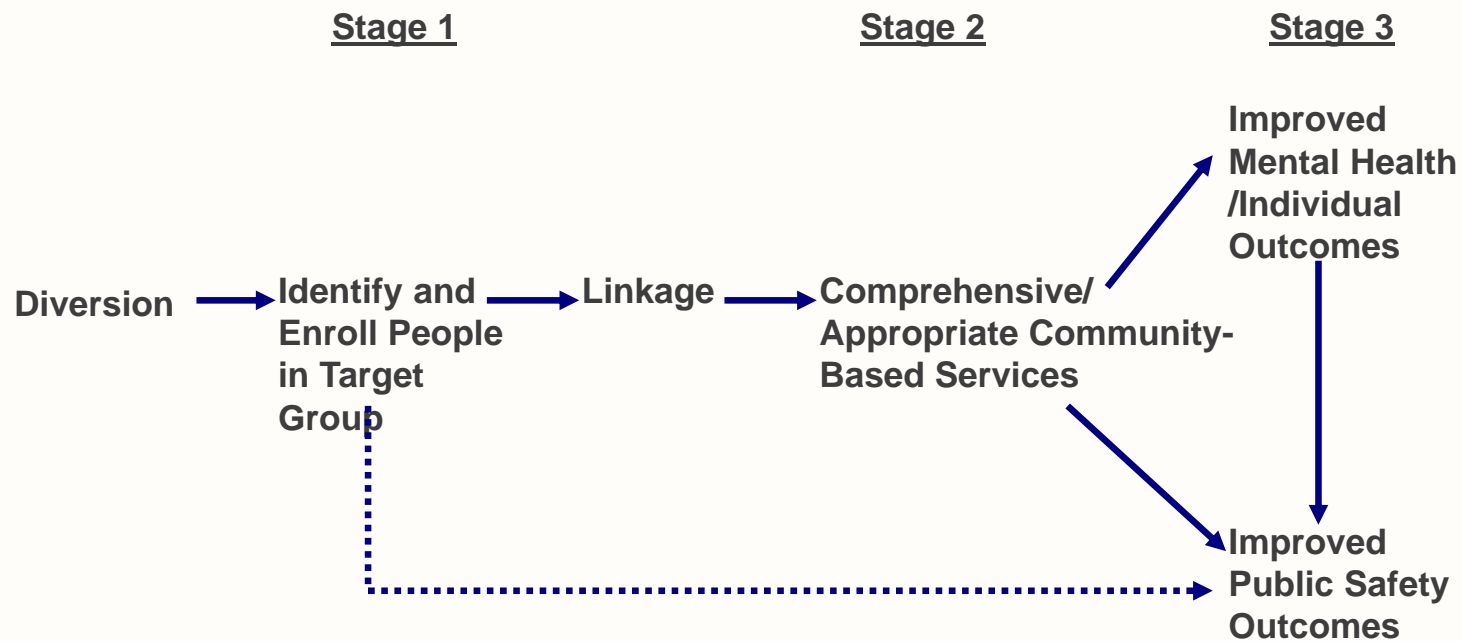 Stage 1
Stage 2
Stage 3
Diversion
Identify and
Enroll People
in Target
Group
Linkage
Comprehensive/
Appropriate Community-
Based Services
Improved
Mental Health
/Individual
Outcomes
Improved
Public Safety
Outcomes